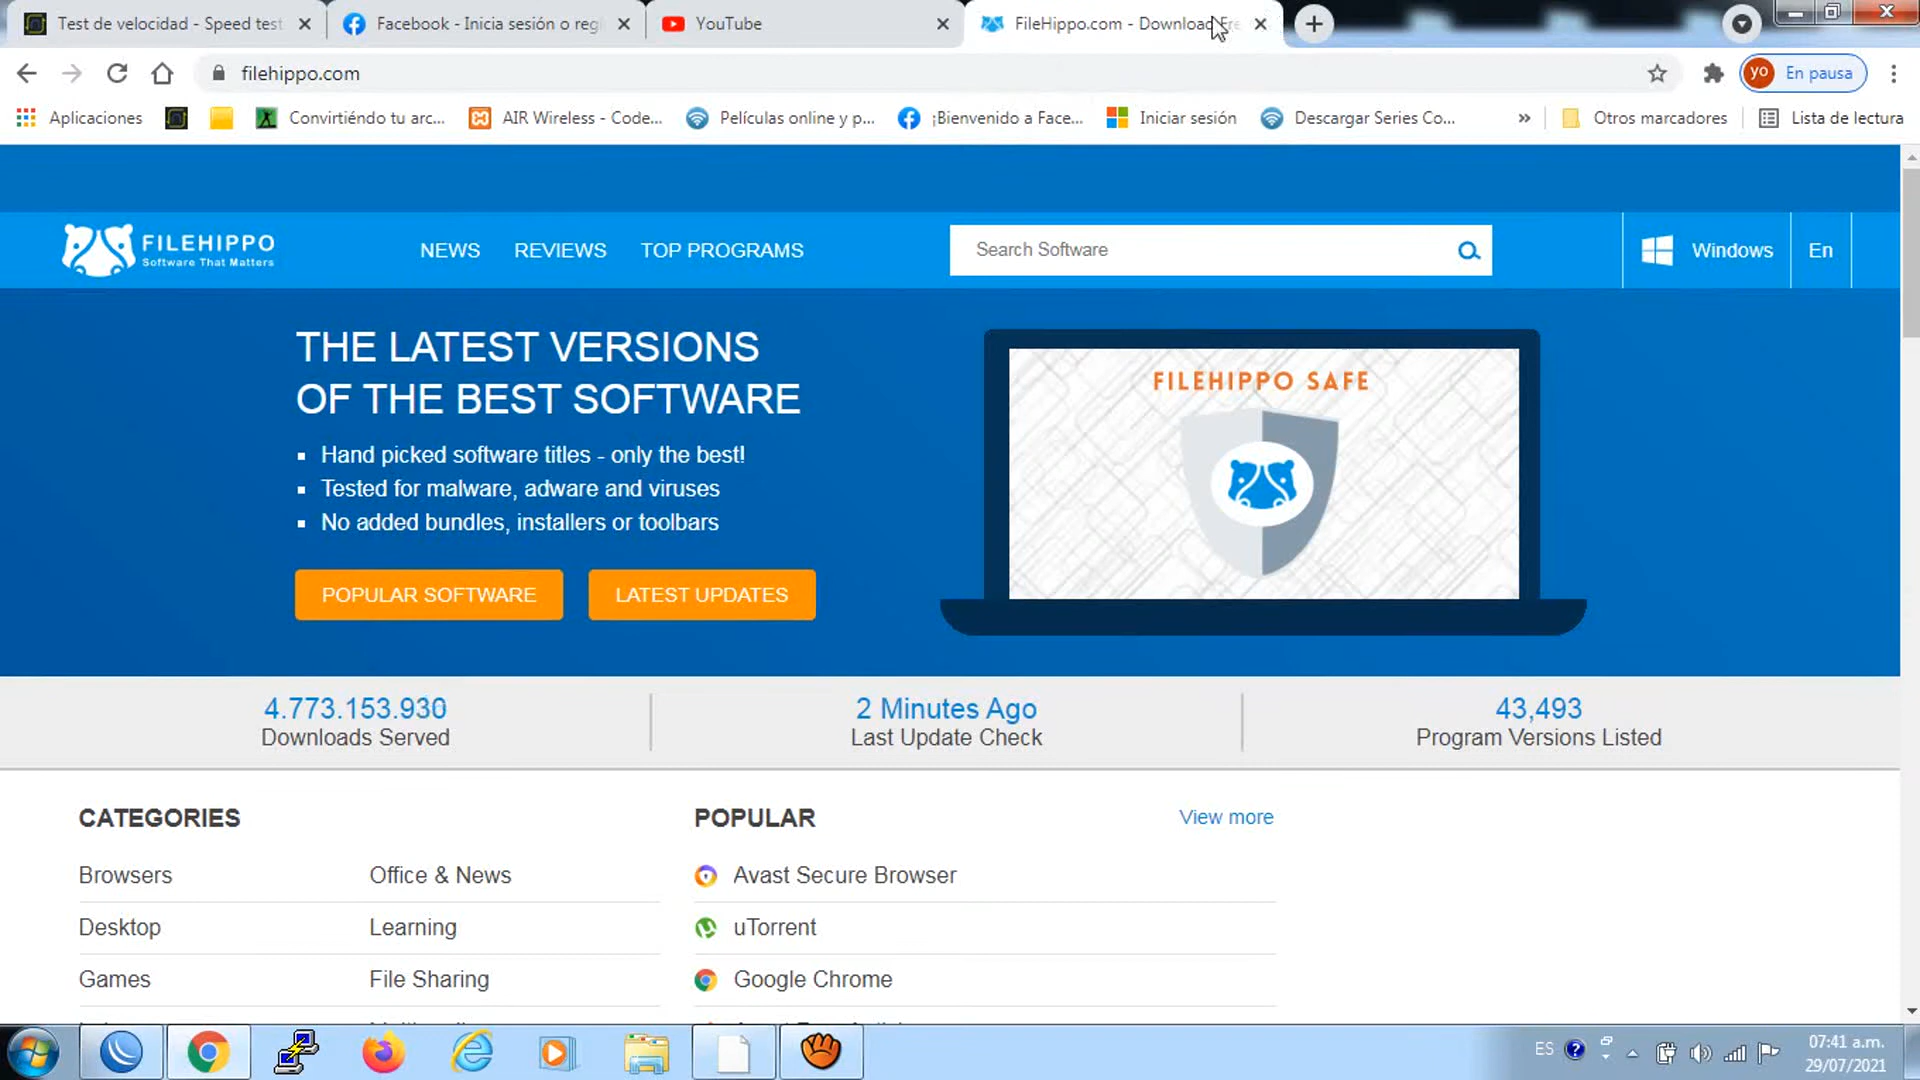 Test de velocidad - Speed test
Facebook - Inicia sesión o reg
YouTube
FileHippo.com - Download Fre
filehippo.com
yo
En pausa
Aplicaciones
Convirtiéndo tu arc...
AIR Wireless - Code...
Películas online y p...
¡Bienvenido a Face...
Iniciar sesión
Descargar Series Co...
»
Otros marcadores
Lista de lectura
FILEHIPPO
Software That Matters
NEWS
REVIEWS
TOP PROGRAMS
Search Software
Windows
En
THE LATEST VERSIONS
OF THE BEST SOFTWARE
Hand picked software titles - only the best!
Tested for malware, adware and viruses
No added bundles, installers or toolbars
POPULAR SOFTWARE
LATEST UPDATES
FILEHIPPO SAFE
4.773.153.930
Downloads Served
2 Minutes Ago
Last Update Check
43,493
Program Versions Listed
CATEGORIES
Browsers
Office & News
Desktop
Learning
Games
File Sharing
POPULAR
View more
Avast Secure Browser
uTorrent
Google Chrome
ES
07:41 a.m.
29/07/2021